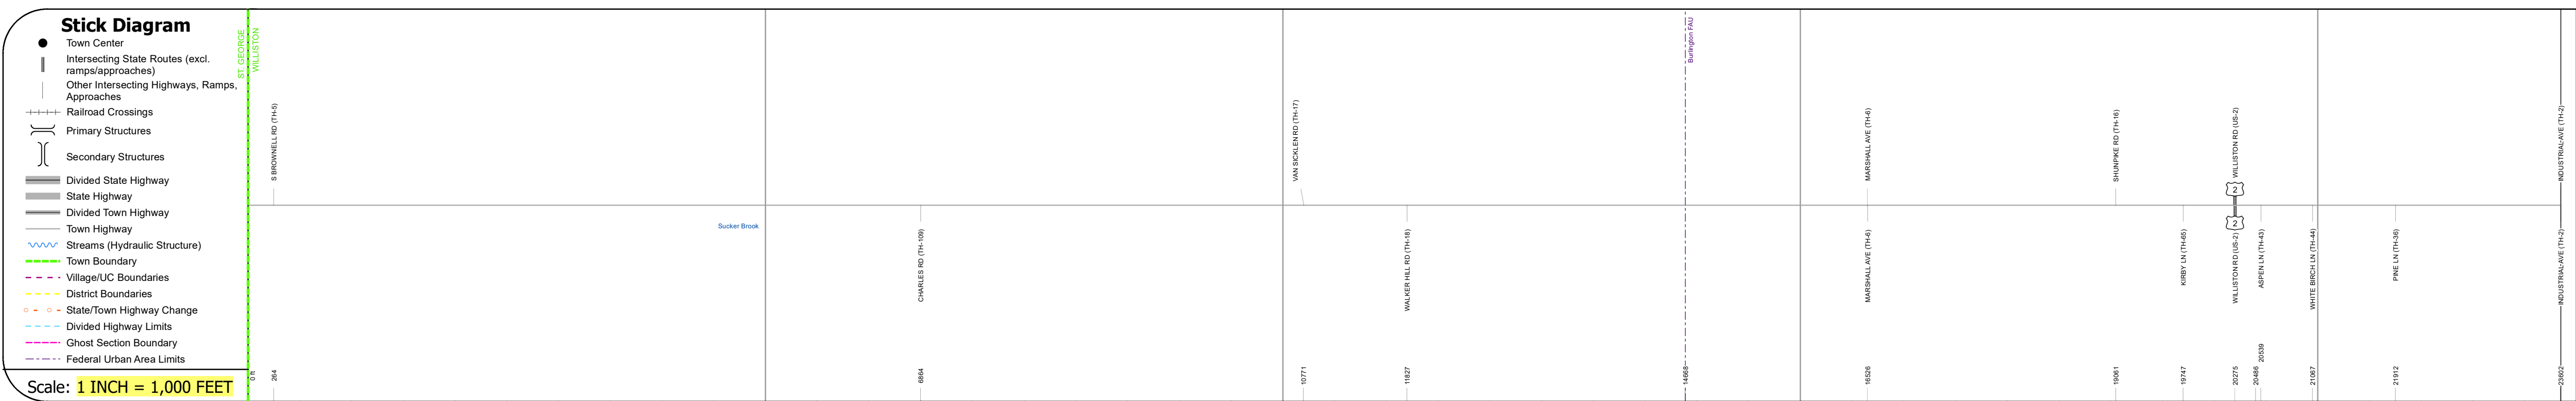 Stick Diagram
Town Center
Intersecting State Routes (excl.
ramps/approaches)
Other Intersecting Highways, Ramps,
Approaches
Railroad Crossings
Primary Structures
Secondary Structures
Divided State Highway
State Highway
Divided Town Highway
Town Highway
Streams (Hydraulic Structure)
Town Boundary
Village/UC Boundaries
District Boundaries
State/Town Highway Change
Divided Highway Limits
Ghost Section Boundary
Federal Urban Area Limits
Scale: 1 INCH = 1,000 FEET
ST. GEORGE
WILLISTON
Burlington FAU
S BROWNELL RD (TH-5)
VAN SICKLEN RD (TH-17)
MARSHALL AVE (TH-6)
SHUNPIKE RD (TH-16)
WILLISTON RD (US-2)
INDUSTRIAL AVE (TH-2)
2
2
Sucker Brook
CHARLES RD (TH-109)
WALKER HILL RD (TH-18)
MARSHALL AVE (TH-6)
KIRBY LN (TH-65)
WILLISTON RD (US-2)
ASPEN LN (TH-43)
WHITE BIRCH LN (TH-44)
PINE LN (TH-36)
INDUSTRIAL AVE (TH-2)
0 ft
264
6864
10771
11827
14668
16526
19061
19747
20275
20486
20539
21067
21912
23602